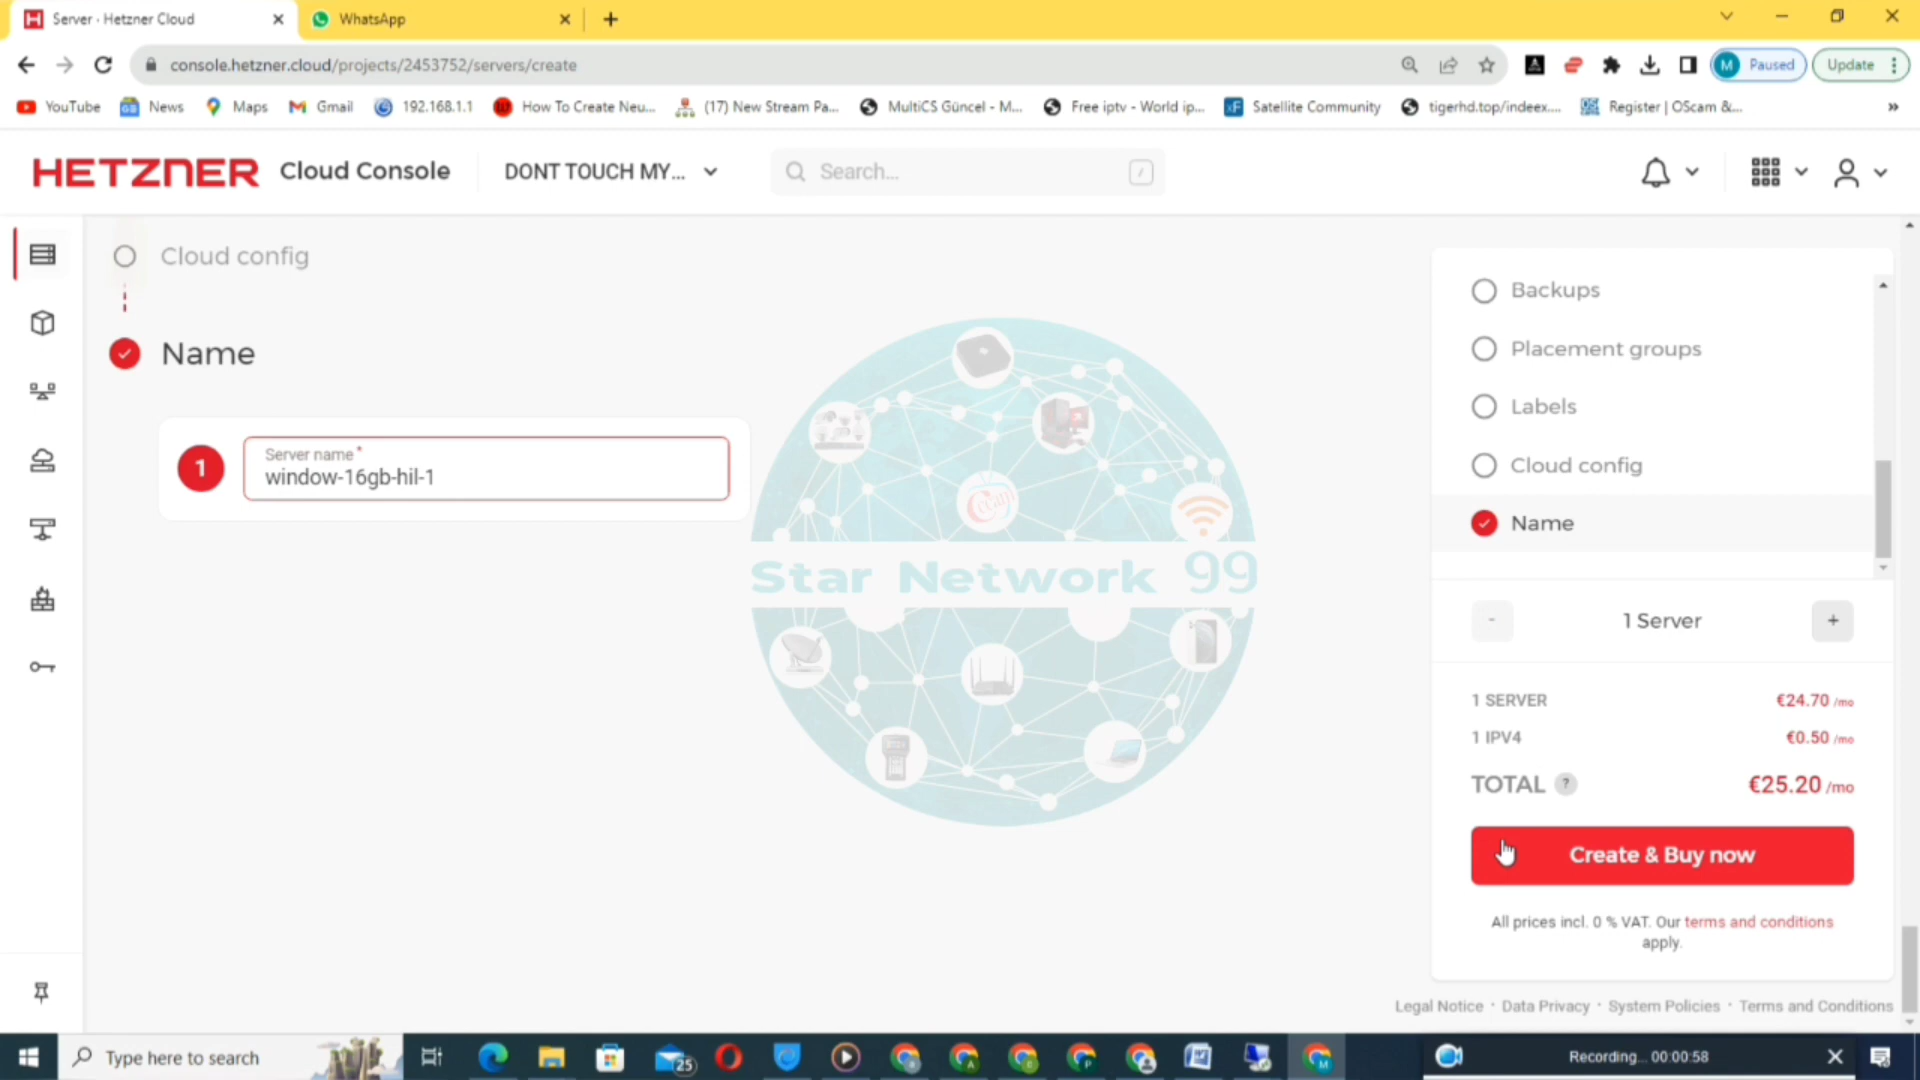 Server · Hetzner Cloud
WhatsApp
console.hetzner.cloud/projects/2453752/servers/create
M Paused
Update
YouTube
News
Maps
Gmail
192.168.1.1
How To Create Neu...
(17) New Stream Pa...
MultiCS Güncel - M...
Free iptv - World ip...
Satellite Community
tigerhd.top/indeex....
Register | OScam &...
»
HETZNER Cloud Console
DONT TOUCH MY...
Search...
/
Cloud config
Name
1
Server name *
window-16gb-hil-1
CCcam
Star Network 99
Backups
Placement groups
Labels
Cloud config
Name
- 1 Server +
1 SERVER €24.70 /mo
1 IPV4 €0.50 /mo
TOTAL ? €25.20 /mo
Create & Buy now
All prices incl. 0 % VAT. Our terms and conditions
apply.
Legal Notice · Data Privacy · System Policies · Terms and Conditions
Type here to search
25
Recording... 00:00:58